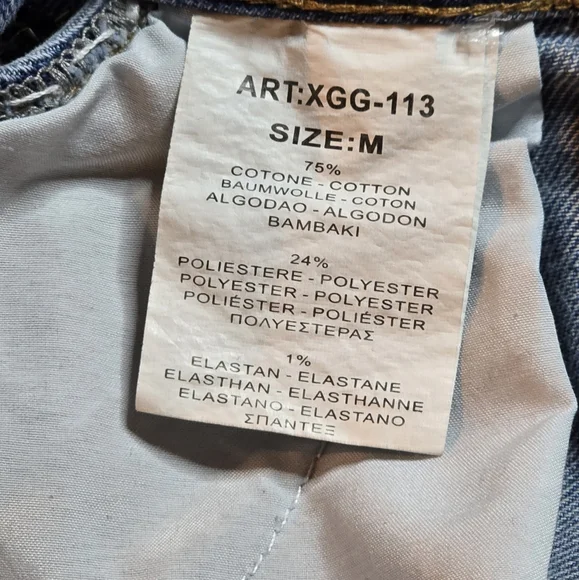 ART:XGG-113
SIZE:M
75%
COTONE - COTTON
BAUMWOLLE - COTON
ALGODAO - ALGODON
BAMBAKI
24%
POLIESTERE - POLYESTER
POLYESTER - POLYESTER
POLIÉSTER - POLIÉSTER
ΠΟΛΥΕΣΤΕΡΑΣ
1%
ELASTAN - ELASTANE
ELASTHAN - ELASTHANNE
ELASTANO - ELASTANO
ΣΠΑΝΤΕΞ